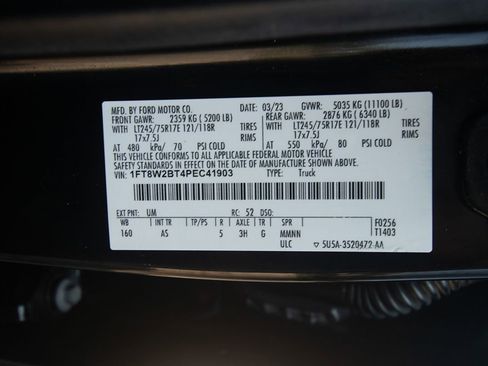 MFD. BY FORD MOTOR CO. DATE: 03/23 GVWR: 5035 KG (11100 LB)
FRONT GAWR: 2359 KG (5200 LB) REAR GAWR: 2876 KG (6340 LB)
WITH LT245/75R17E 121/118R TIRES WITH LT245/75R17E 121/118R TIRES
17x7.5J RIMS 17x7.5J RIMS
AT 480 kPa/ 70 PSI COLD AT 550 kPa/ 80 PSI COLD
THIS VEHICLE CONFORMS TO ALL APPLICABLE FEDERAL MOTOR VEHICLE
SAFETY STANDARDS IN EFFECT ON THE DATE OF MANUFACTURE SHOWN ABOVE.
VIN: 1FT8W2BT4PEC41903 TYPE: Truck
EXT PNT: UM RC: 52 DSO:
WB INT TR TP/PS R AXLE TR SPR F0256
160 AS 5 3H G MMNN T1403
ULC 5U5A-3520472-AA